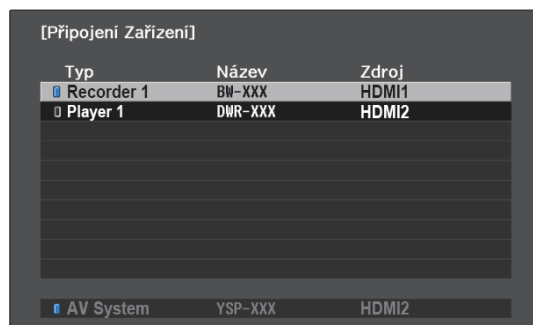 [Připojení Zařízení]
Typ Název Zdroj
Recorder 1 BW-XXX HDMI1
Player 1 DWR-XXX HDMI2
AV System YSP-XXX HDMI2